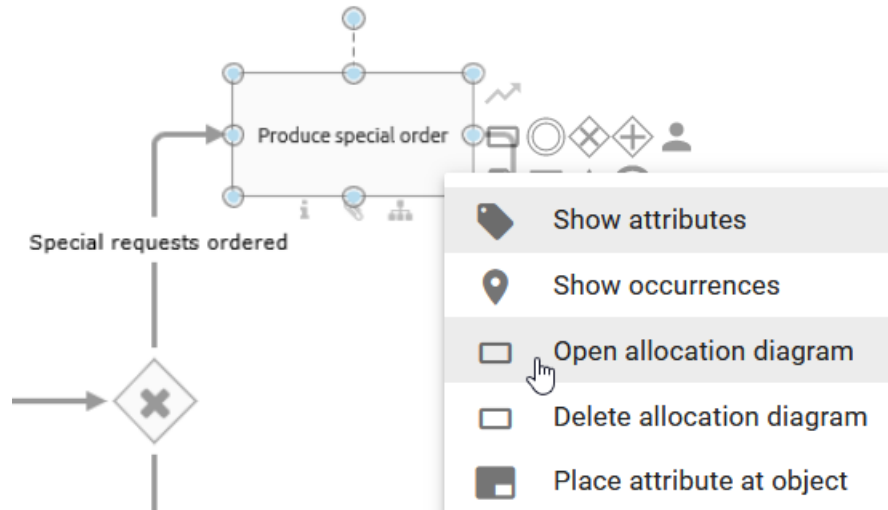 Produce special order
Special requests ordered
Show attributes
Show occurrences
Open allocation diagram
Delete allocation diagram
Place attribute at object